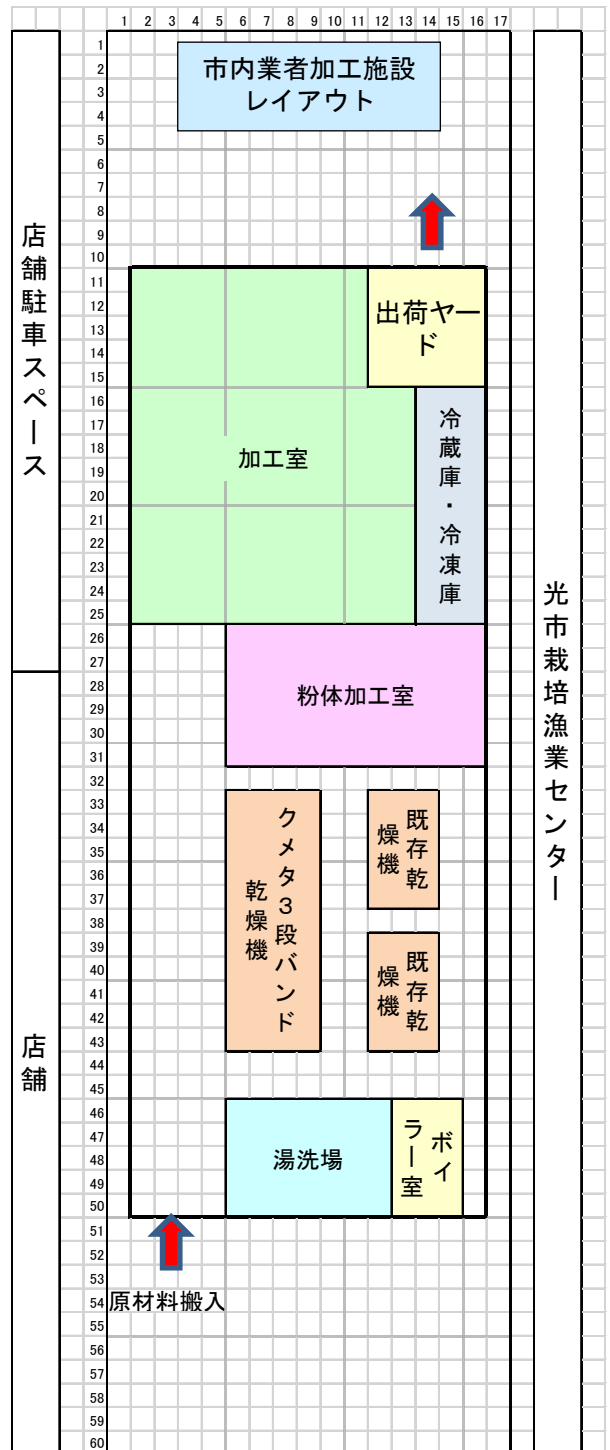 1 2 3 4 5 6 7 8 9 10 11 12 13 14 15 16 17
市内業者加工施設
レイアウト
店舗駐車スペース
店舗
1
2
3
4
5
6
7
8
9
10
11
12
13
14
15
16
17
18
19
20
21
22
23
24
25
26
27
28
29
30
31
32
33
34
35
36
37
38
39
40
41
42
43
44
45
46
47
48
49
50
51
52
53
54
55
56
57
58
59
60
出荷ヤー
ド
加工室
冷蔵庫・冷凍庫
粉体加工室
クメタ3段バンド
乾燥機
既存乾
燥機
既存乾
燥機
湯洗場
ボイ
ラー室
原材料搬入
光市栽培漁業センター